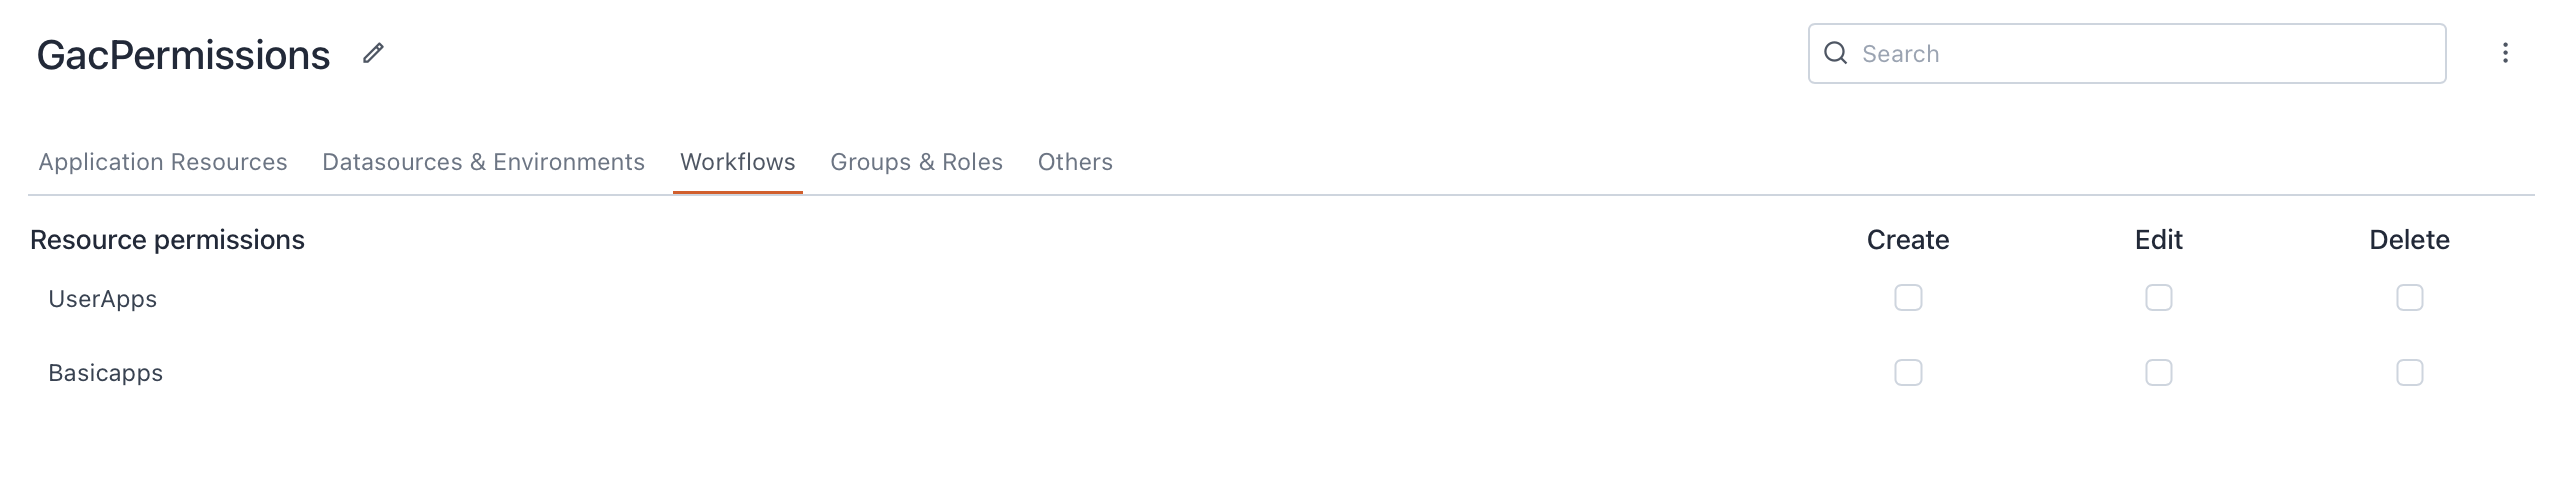 GacPermissions
Search
Application Resources Datasources & Environments Workflows Groups & Roles Others
Resource permissions Create Edit Delete
UserApps
Basicapps